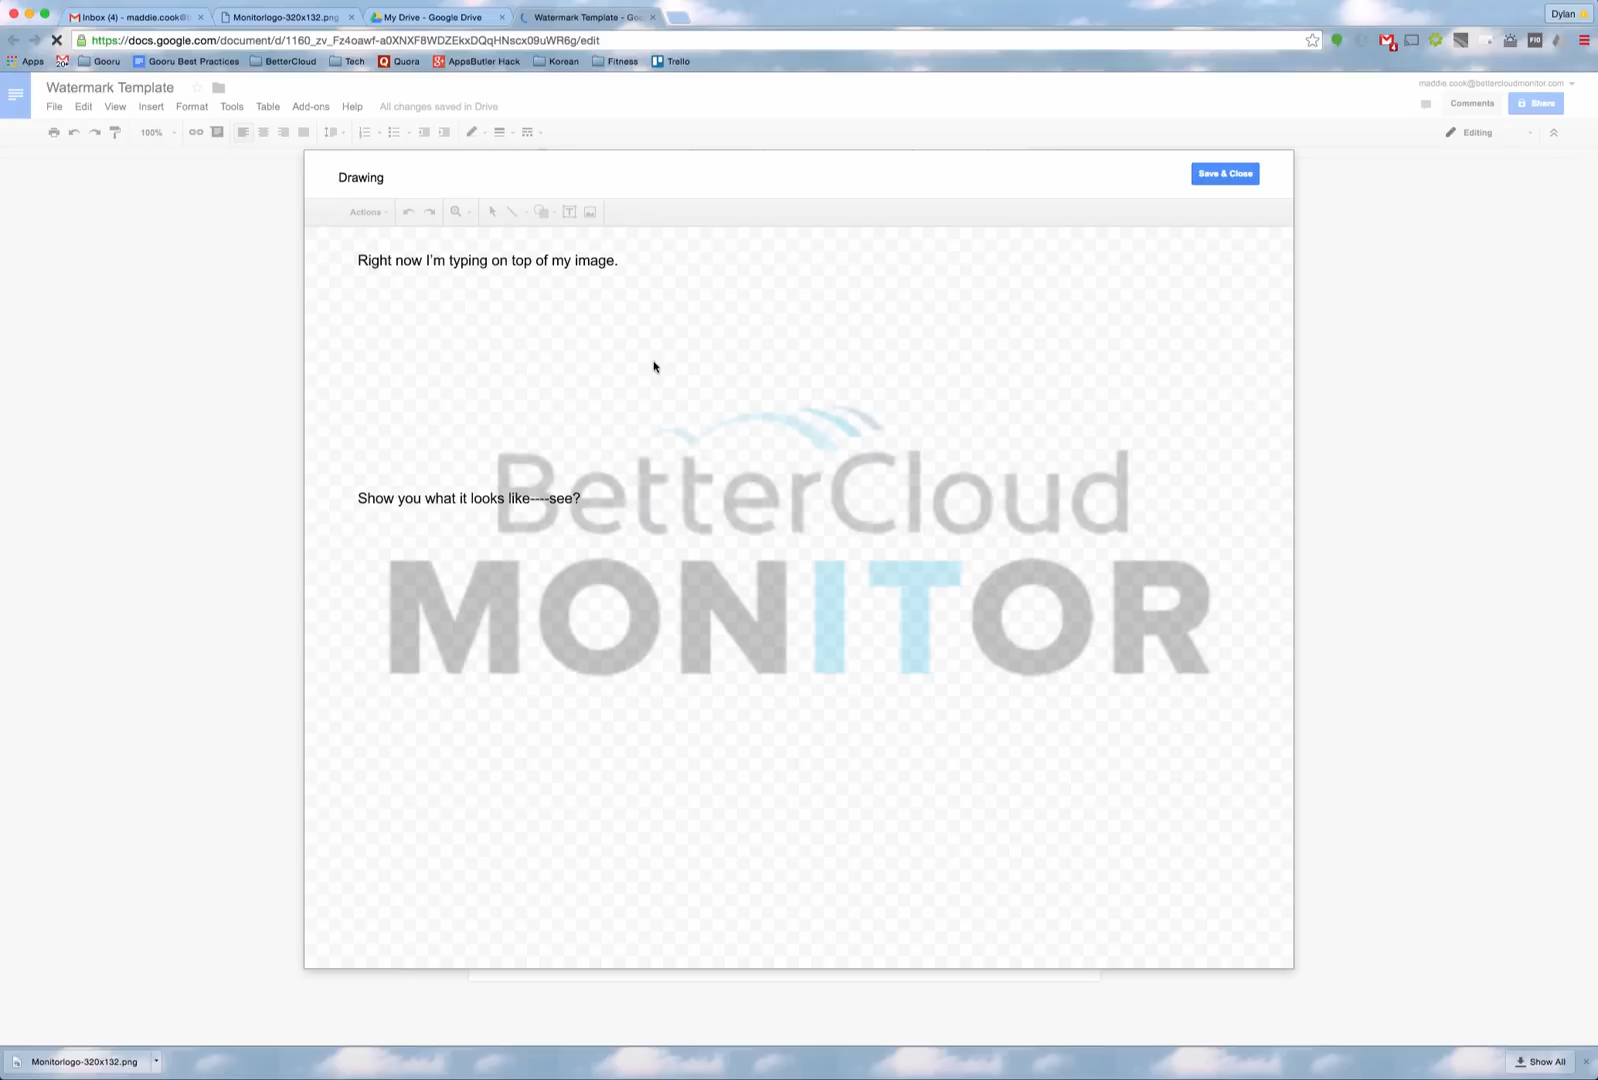 Inbox (4) - maddie.cook@b
Monitorlogo-320x132.png
My Drive - Google Drive
Watermark Template - Goo
Dylan
https://docs.google.com/document/d/1160_zv_Fz4oawf-a0XNXF8WDZEkxDQqHNscx09uWR6g/edit
4
FIO
Apps
20+
Gooru
Gooru Best Practices
BetterCloud
Tech
Quora
AppsButler Hack
Korean
Fitness
Trello
Watermark Template
maddie.cook@bettercloudmonitor.com
File Edit View Insert Format Tools Table Add-ons Help All changes saved in Drive
Comments
Share
100%
Editing
Drawing
Save & Close
Actions
Right now I'm typing on top of my image.
BetterCloud
Show you what it looks like----see?
MONITOR
Monitorlogo-320x132.png
Show All